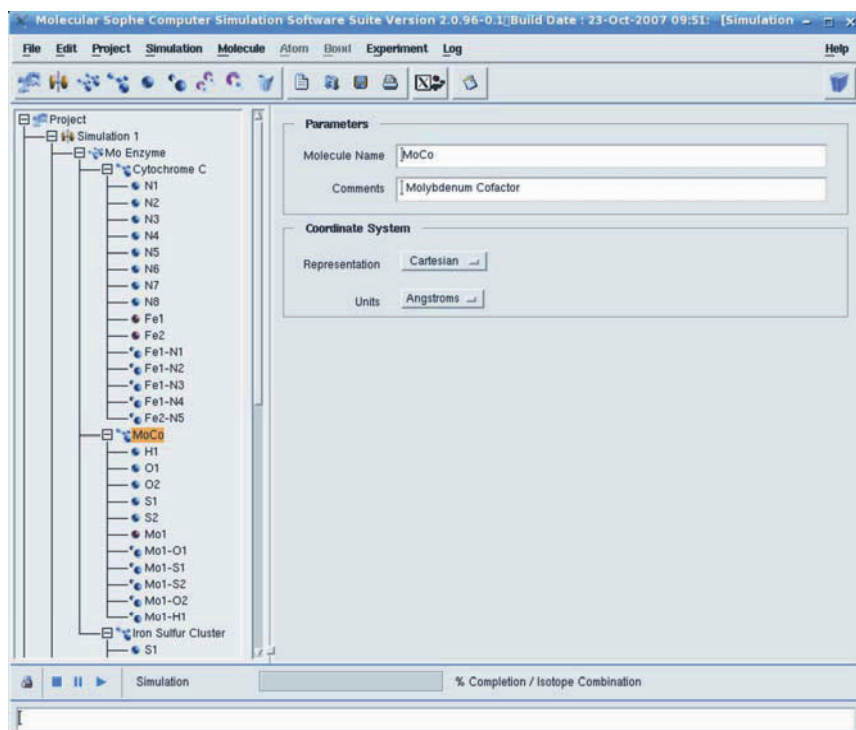 Molecular Sophe Computer Simulation Software Suite Version 2.0.96-0.1 Build Date : 23-Oct-2007 09:51: [Simulation
File Edit Project Simulation Molecule Atom Bond Experiment Log Help
Project
Simulation 1
Mo Enzyme
Cytochrome C
N1
N2
N3
N4
N5
N6
N7
N8
Fe1
Fe2
Fe1-N1
Fe1-N2
Fe1-N3
Fe1-N4
Fe2-N5
MoCo
H1
O1
O2
S1
S2
Mo1
Mo1-O1
Mo1-S1
Mo1-S2
Mo1-O2
Mo1-H1
Iron Sulfur Cluster
S1
Parameters
Molecule Name MoCo
Comments Molybdenum Cofactor
Coordinate System
Representation Cartesian
Units Angstroms
Simulation % Completion / Isotope Combination